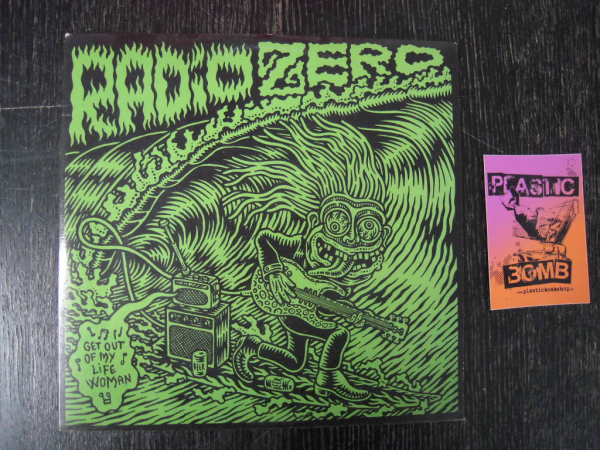 RADIO ZERO
GET OUT
OF MY
LIFE
WOMAN
PLASTIC
BOMB